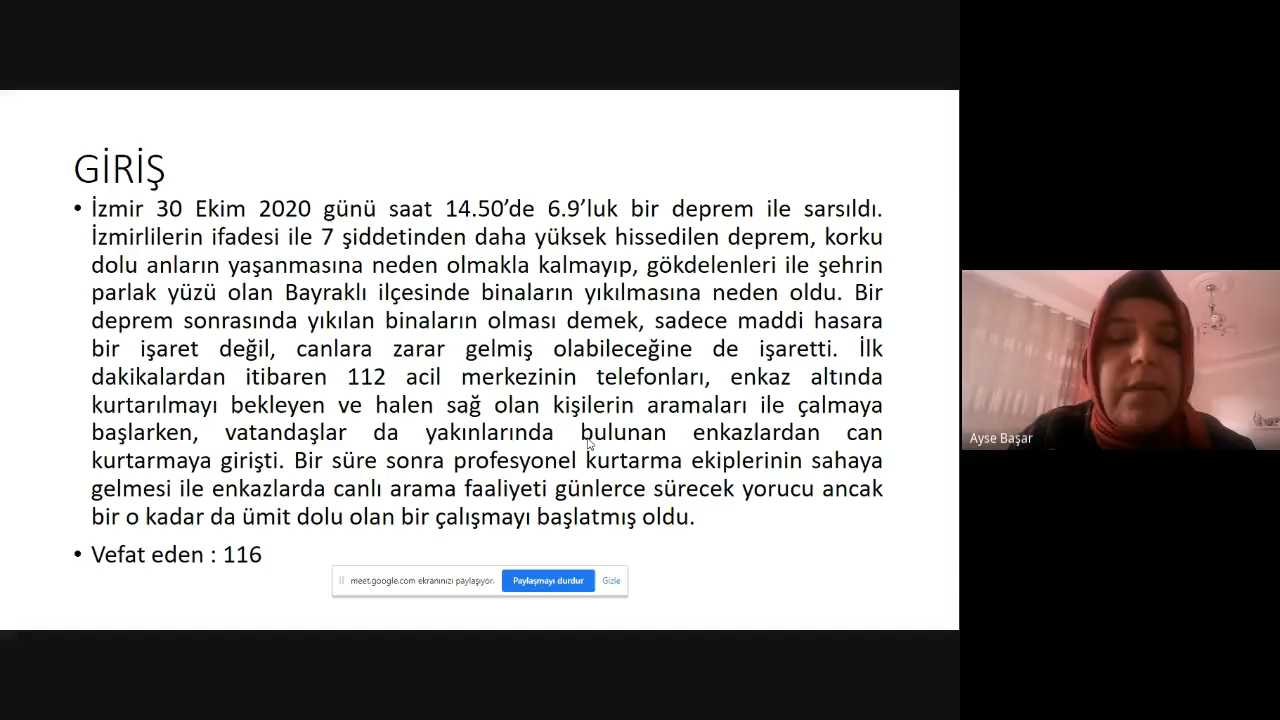 GİRİŞ
• İzmir 30 Ekim 2020 günü saat 14.50’de 6.9’luk bir deprem ile sarsıldı.
İzmirlilerin ifadesi ile 7 şiddetinden daha yüksek hissedilen deprem, korku
dolu anların yaşanmasına neden olmakla kalmayıp, gökdelenleri ile şehrin
parlak yüzü olan Bayraklı ilçesinde binaların yıkılmasına neden oldu. Bir
deprem sonrasında yıkılan binaların olması demek, sadece maddi hasara
bir işaret değil, canlara zarar gelmiş olabileceğine de işaretti. İlk
dakikalardan itibaren 112 acil merkezinin telefonları, enkaz altında
kurtarılmayı bekleyen ve halen sağ olan kişilerin aramaları ile çalmaya
başlarken, vatandaşlar da yakınlarında bulunan enkazlardan can
kurtarmaya girişti. Bir süre sonra profesyonel kurtarma ekiplerinin sahaya
gelmesi ile enkazlarda canlı arama faaliyeti günlerce sürecek yorucu ancak
bir o kadar da ümit dolu olan bir çalışmayı başlatmış oldu.
• Vefat eden : 116
meet.google.com ekranınızı paylaşıyor. Paylaşmayı durdur Gizle
Ayse Başar